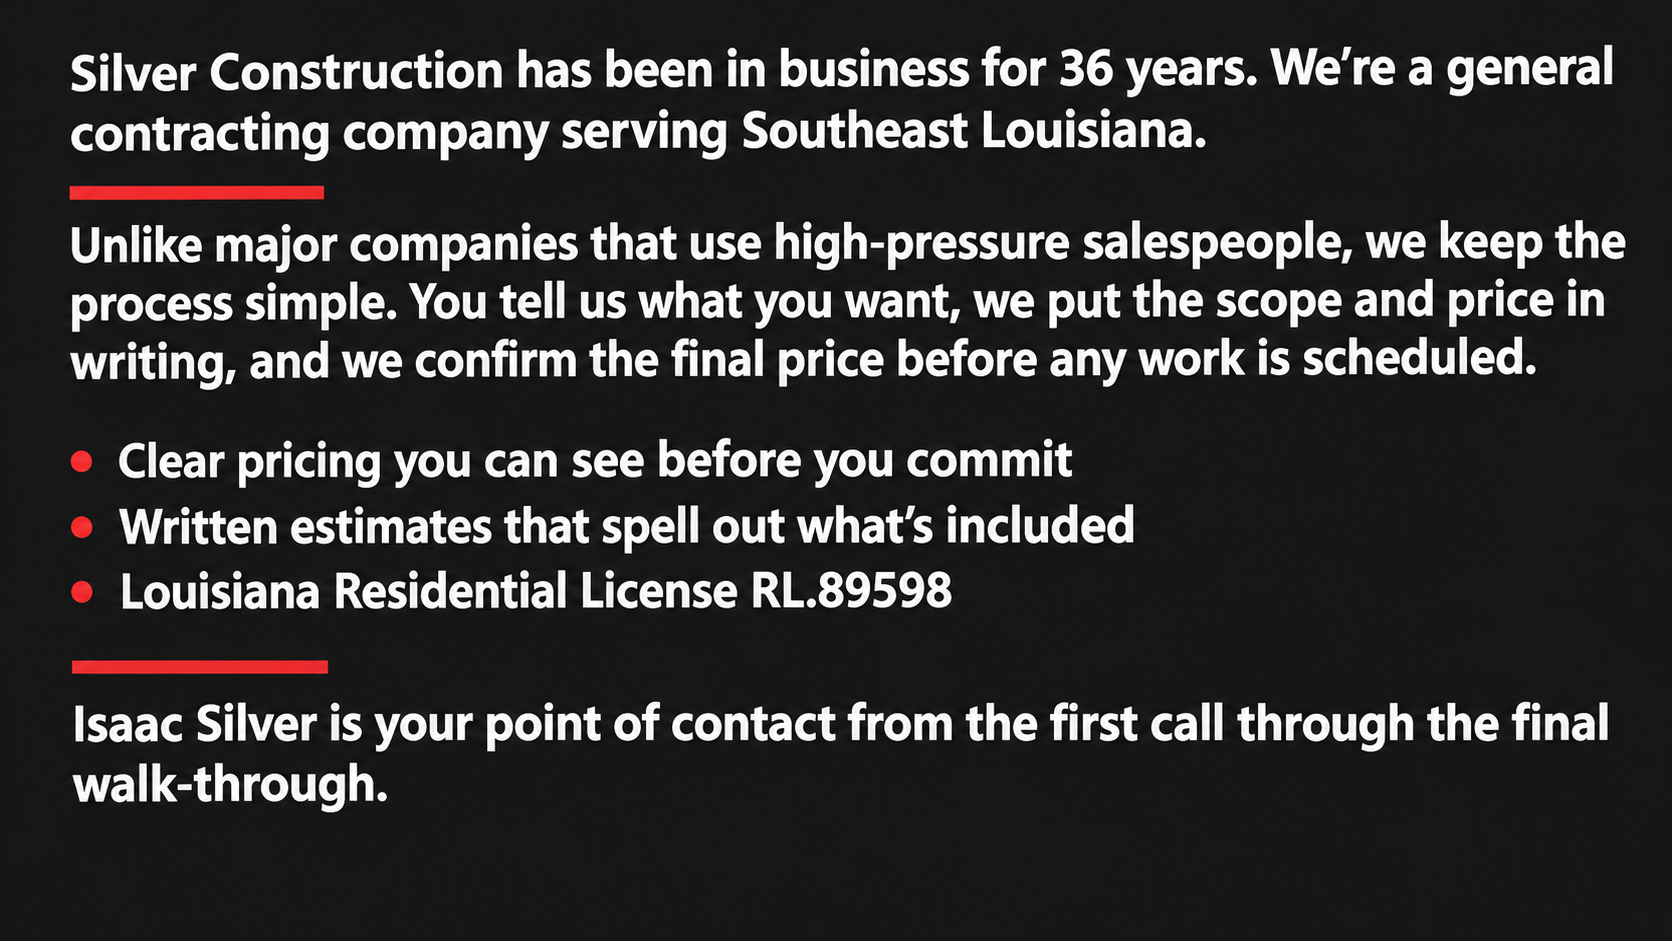 Silver Construction has been in business for 36 years. We’re a general
contracting company serving Southeast Louisiana.
Unlike major companies that use high-pressure salespeople, we keep the
process simple. You tell us what you want, we put the scope and price in
writing, and we confirm the final price before any work is scheduled.
• Clear pricing you can see before you commit
• Written estimates that spell out what’s included
• Louisiana Residential License RL.89598
Isaac Silver is your point of contact from the first call through the final
walk-through.